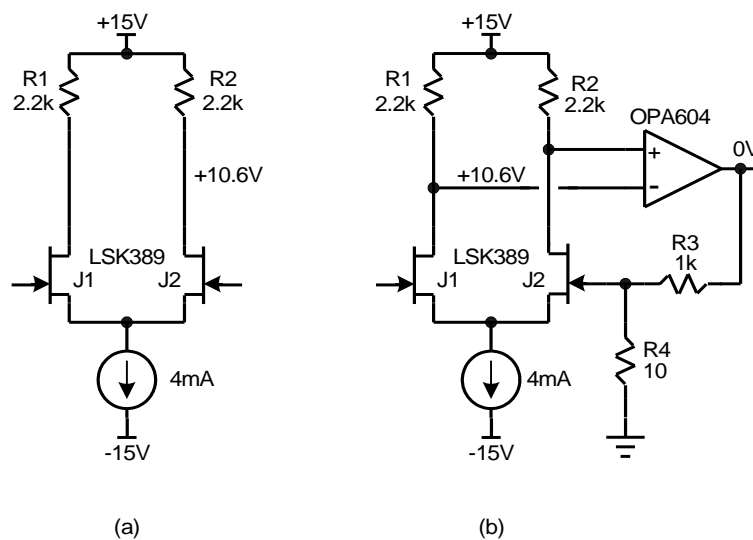 +15V
R1
2.2k
R2
2.2k
+10.6V
LSK389
J1
J2
4mA
-15V
(a)
+15V
R1
2.2k
R2
2.2k
OPA604
+
-
0V
+10.6V
LSK389
J1
J2
R3
1k
R4
10
4mA
-15V
(b)